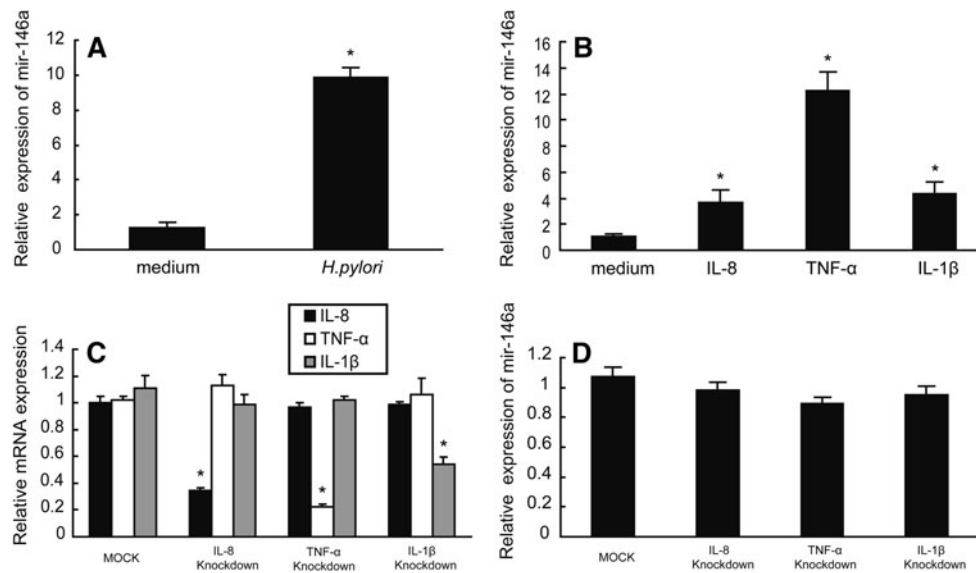 A
Relative expression of mir-146a
12
10
8
6
4
2
0
*
medium
H.pylori
B
Relative expression of mir-146a
16
14
12
10
8
6
4
2
0
*
*
*
medium
IL-8
TNF-α
IL-1β
C
IL-8
TNF-α
IL-1β
Relative mRNA expression
1.4
1.2
1
0.8
0.6
0.4
0.2
0
*
*
*
MOCK
IL-8
Knockdown
TNF-α
Knockdown
IL-1β
Knockdown
D
Relative expression of mir-146a
1.2
1
0.8
0.6
0.4
0.2
0
MOCK
IL-8
Knockdown
TNF-α
Knockdown
IL-1β
Knockdown